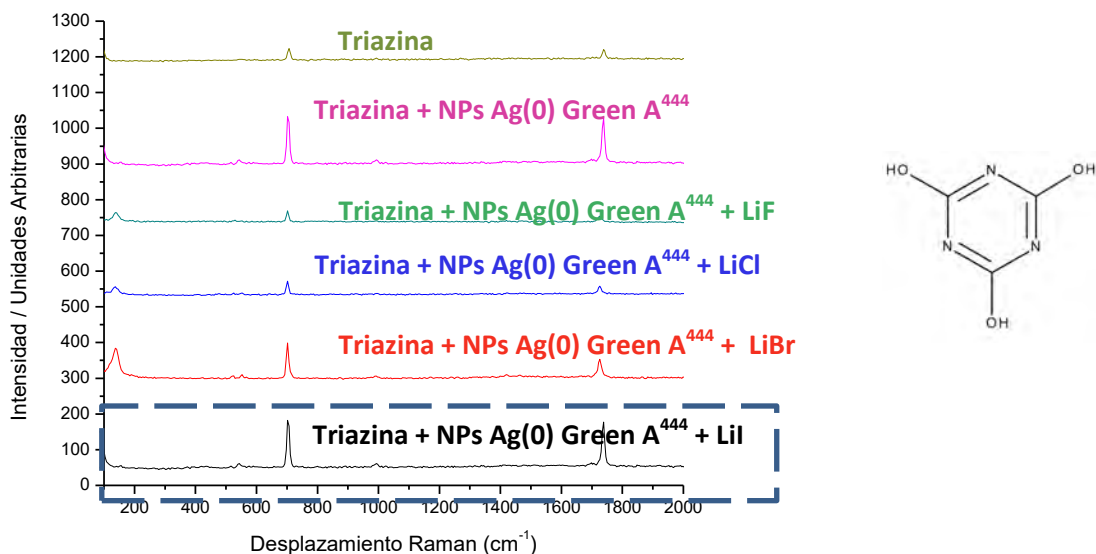 1300
1200
1100
1000
900
800
700
600
500
400
300
200
100
0
Intensidad / Unidades Arbitrarias
Triazina
Triazina + NPs Ag(0) Green A⁴⁴⁴
Triazina + NPs Ag(0) Green A⁴⁴⁴ + LiF
Triazina + NPs Ag(0) Green A⁴⁴⁴ + LiCl
Triazina + NPs Ag(0) Green A⁴⁴⁴ + LiBr
Triazina + NPs Ag(0) Green A⁴⁴⁴ + LiI
200 400 600 800 1000 1200 1400 1600 1800 2000
Desplazamiento Raman (cm⁻¹)
HO N OH
N N
OH